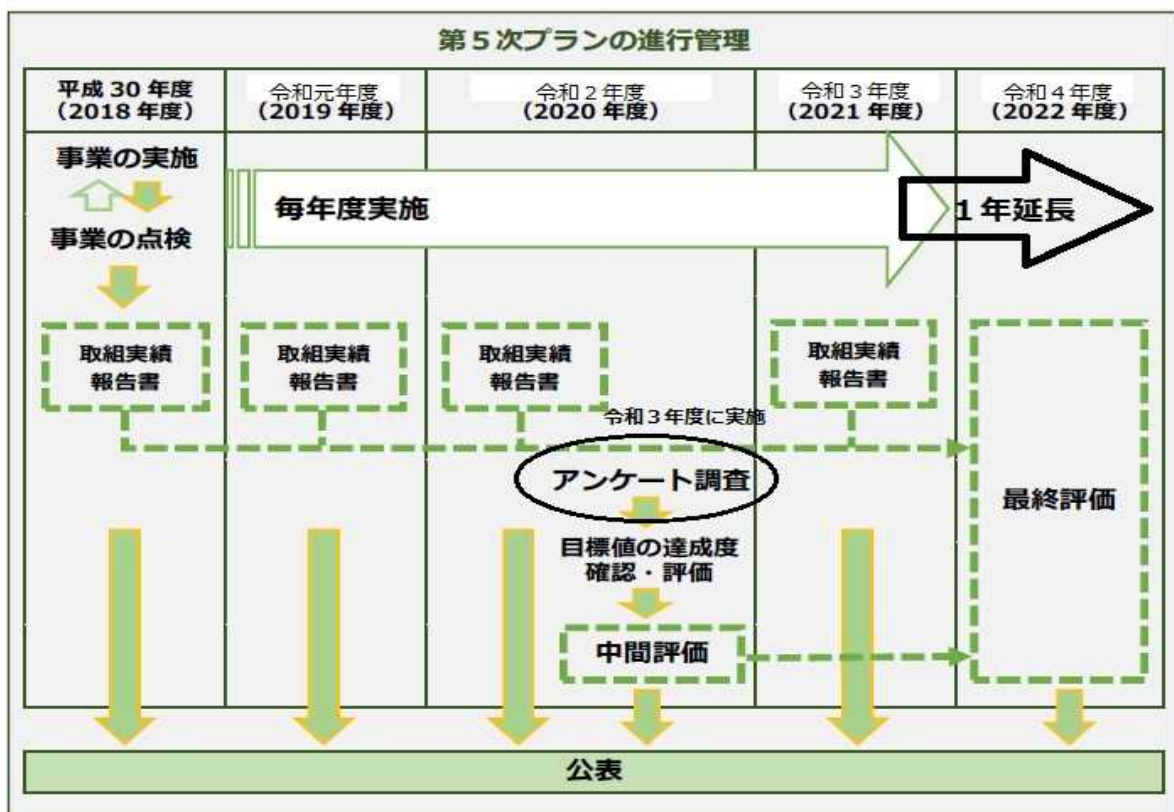 第５次プランの進行管理
平成 30 年度
（2018 年度）
令和元年度
（2019 年度）
令和２年度
（2020 年度）
令和３年度
（2021 年度）
令和４年度
（2022 年度）
事業の実施
事業の点検
毎年度実施
１年延長
取組実績
報告書
取組実績
報告書
取組実績
報告書
取組実績
報告書
令和３年度に実施
アンケート調査
目標値の達成度
確認・評価
中間評価
最終評価
公表